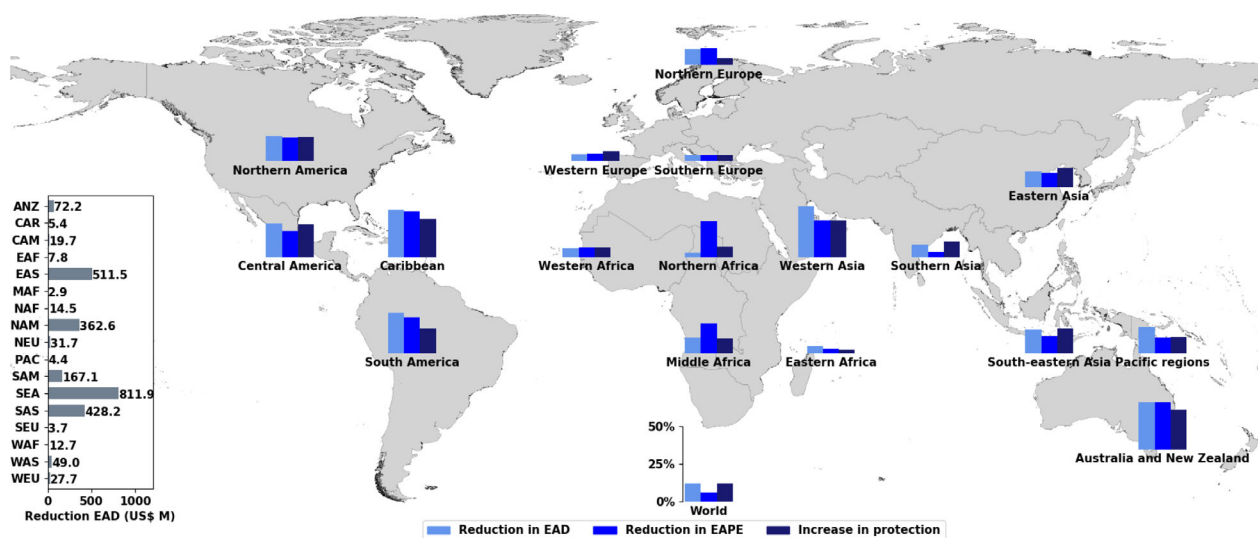 Northern Europe
Northern America
Western Europe
Southern Europe
Eastern Asia
Central America
Caribbean
Western Africa
Northern Africa
Western Asia
Southern Asia
South America
Middle Africa
Eastern Africa
South-eastern Asia
Pacific regions
Australia and New Zealand
ANZ 72.2
CAR 5.4
CAM 19.7
EAF 7.8
EAS 511.5
MAF 2.9
NAF 14.5
NAM 362.6
NEU 31.7
PAC 4.4
SAM 167.1
SEA 811.9
SAS 428.2
SEU 3.7
WAF 12.7
WAS 49.0
WEU 27.7
0 500 1000
Reduction EAD (US$ M)
50%
25%
0%
World
Reduction in EAD
Reduction in EAPE
Increase in protection